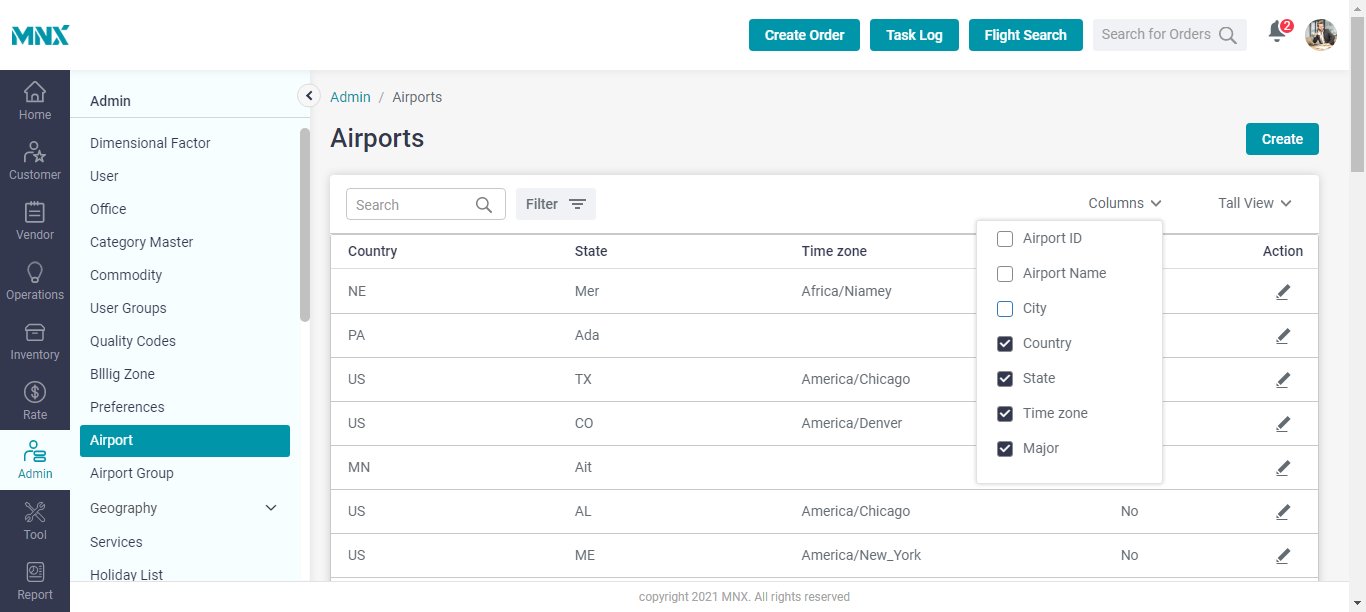 MNX
Create Order
Task Log
Flight Search
Search for Orders
2
Home
Customer
Vendor
Operations
Inventory
Rate
Admin
Tool
Report
Admin
Dimensional Factor
User
Office
Category Master
Commodity
User Groups
Quality Codes
Blllig Zone
Preferences
Airport
Airport Group
Geography
Services
Holiday List
Admin / Airports
Airports
Create
Search
Filter
Columns
Tall View
Airport ID
Airport Name
City
Country
State
Time zone
Major
Country State Time zone Action
NE Mer Africa/Niamey
PA Ada
US TX America/Chicago
US CO America/Denver
MN Ait
US AL America/Chicago No
US ME America/New_York No
copyright 2021 MNX. All rights reserved